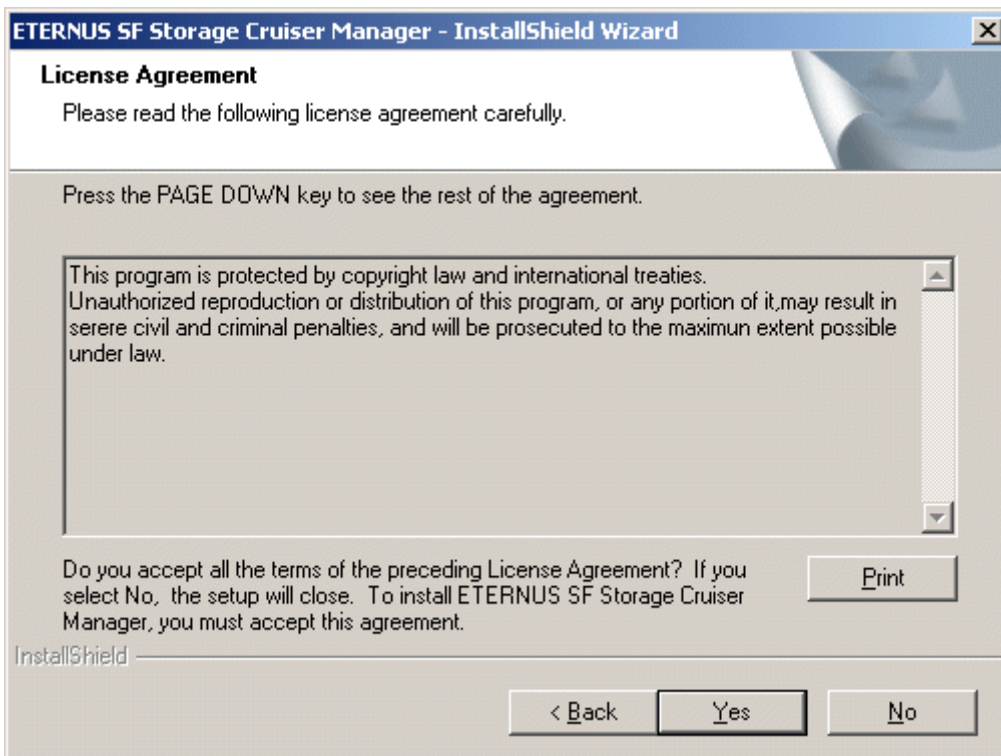 ETERNUS SF Storage Cruiser Manager - InstallShield Wizard
License Agreement
Please read the following license agreement carefully.
Press the PAGE DOWN key to see the rest of the agreement.
This program is protected by copyright law and international treaties.
Unauthorized reproduction or distribution of this program, or any portion of it,may result in
serere civil and criminal penalties, and will be prosecuted to the maximun extent possible
under law.
Do you accept all the terms of the preceding License Agreement? If you
select No, the setup will close. To install ETERNUS SF Storage Cruiser
Manager, you must accept this agreement.
Print
InstallShield
< Back
Yes
No